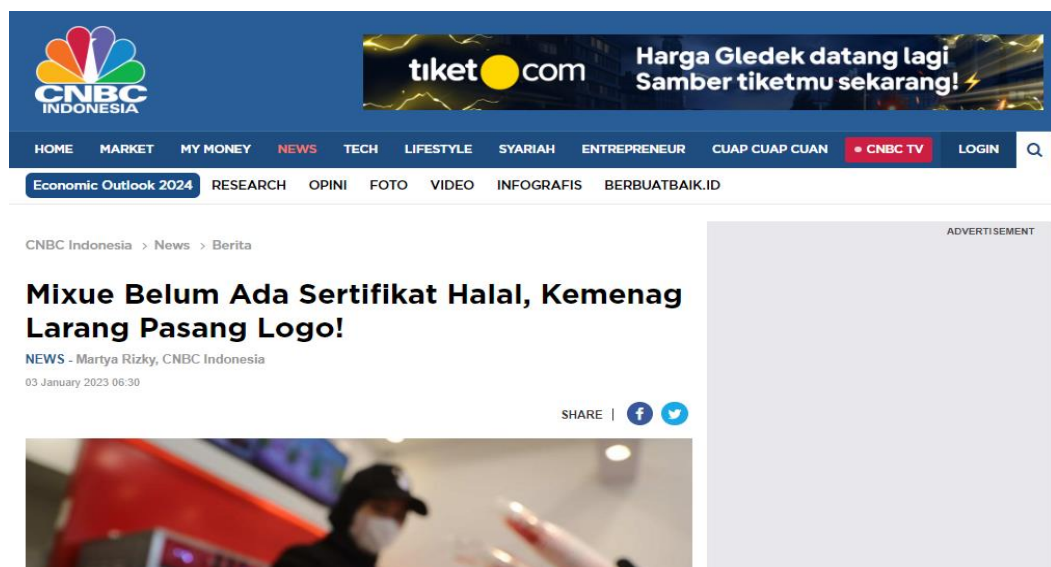 CNBC
INDONESIA
tiket com
Harga Gledek datang lagi
Samber tiketmu sekarang!
HOME MARKET MY MONEY NEWS TECH LIFESTYLE SYARIAH ENTREPRENEUR CUAP CUAP CUAN CNBC TV LOGIN
Economic Outlook 2024 RESEARCH OPINI FOTO VIDEO INFOGRAFIS BERBUATBAIK.ID
ADVERTISEMENT
CNBC Indonesia > News > Berita
Mixue Belum Ada Sertifikat Halal, Kemenag
Larang Pasang Logo!
NEWS - Martya Rizky, CNBC Indonesia
03 January 2023 06:30
SHARE |